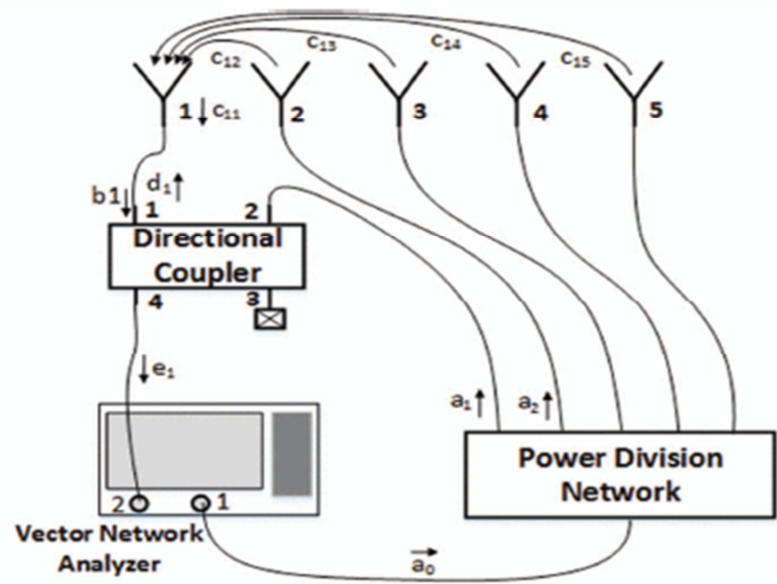 C₁₂ C₁₃ C₁₄ C₁₅
1 ↓ C₁₁ 2 3 4 5
b1↓ d₁↑
1 2
Directional
Coupler
4 3
↓e₁
a₁↑ a₂↑
Power Division
Network
2 1
Vector Network
Analyzer
a₀